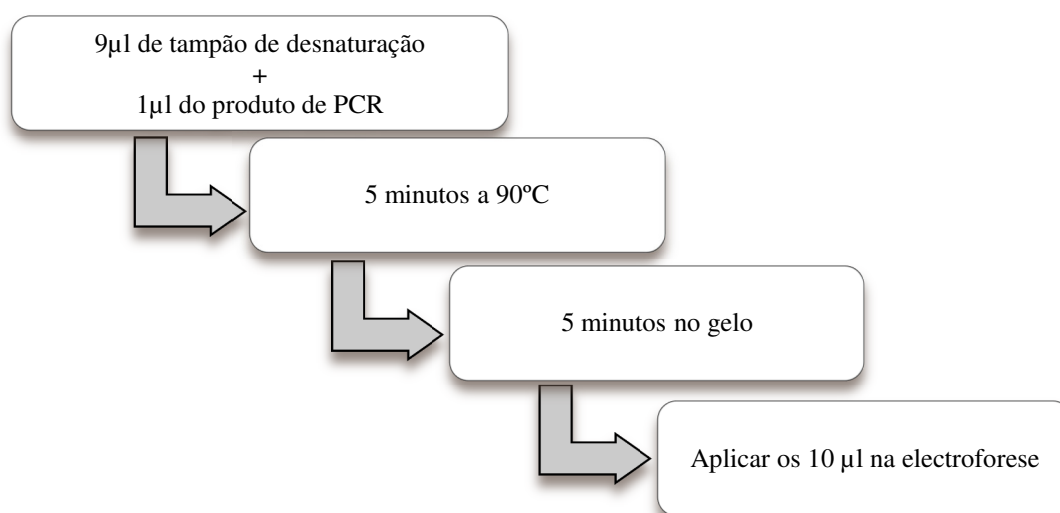 9µl de tampão de desnaturação
+
1µl do produto de PCR
5 minutos a 90ºC
5 minutos no gelo
Aplicar os 10 µl na electroforese